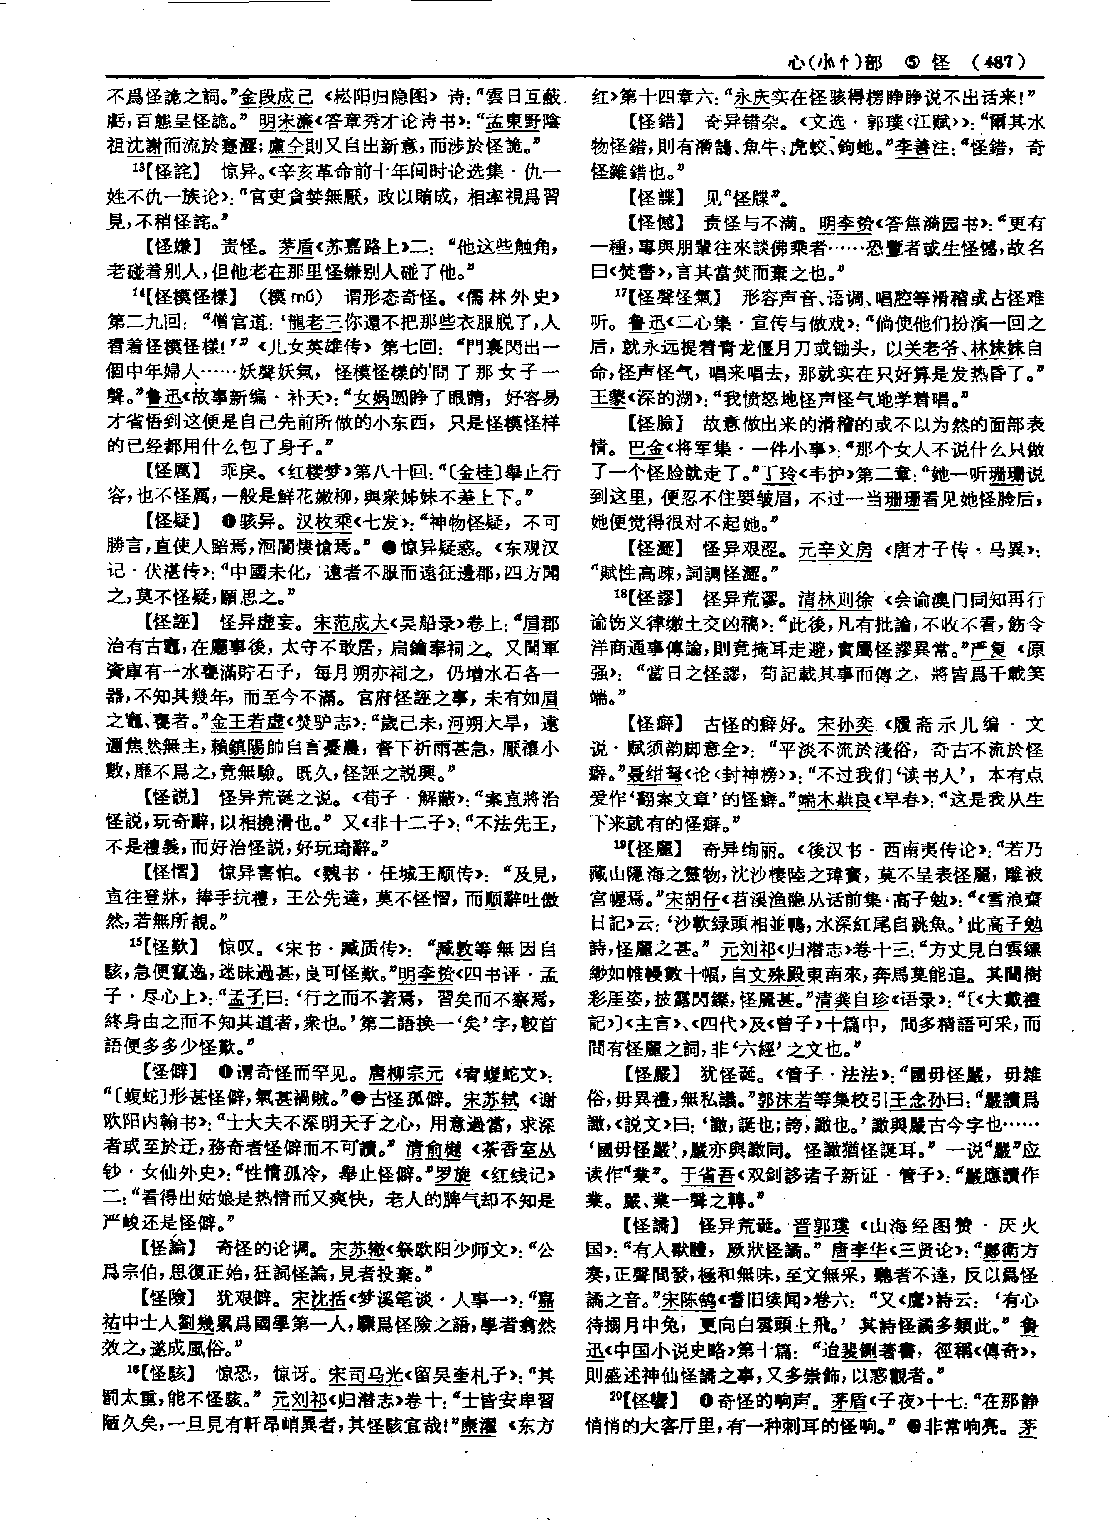 心(小忄)部 ⑤ 怪 (487)
不爲怪詭之詞。”金段成己《崧阳归隐图》诗：“雲日互蔽
虧，百態呈怪詭。” 明宋濂《答章秀才论诗书》：“孟東野陰
祖沈謝而流於蹇澀；盧仝則又自出新意，而涉於怪詭。”
13【怪詫】 惊异。《辛亥革命前十年间时论选集·仇一
姓不仇一族论》：“官吏貪婪無厭，政以賄成，相率視爲習
見，不稍怪詫。”
【怪嫌】 责怪。茅盾《苏嘉路上》二：“他这些触角，
老碰着别人，但他老在那里怪嫌别人碰了他。”
14【怪模怪樣】 （模mú） 谓形态奇怪。《儒林外史》
第二九回：“僧官道：‘龍老三你還不把那些衣服脱了，人
看着怪模怪樣！’” 《儿女英雄传》第七回：“門裏閃出一
個中年婦人……妖聲妖氣，怪模怪樣的問了那女子一
聲。”鲁迅《故事新编·补天》：“女娲圆睁了眼睛，好容易
才省悟到这便是自己先前所做的小东西，只是怪模怪样
的已经都用什么包了身子。”
【怪厲】 乖戾。《红楼梦》第八十回：“〔金桂〕舉止行
容，也不怪厲，一般是鮮花嫩柳，與衆姊妹不差上下。”
【怪疑】 ❶骇异。汉枚乘《七发》：“神物怪疑，不可
勝言，直使人踣焉，洄闇悽愴焉。”❷惊异疑惑。《东观汉
记·伏湛传》：“中國未化，遠者不服而遠征邊郡，四方聞
之，莫不怪疑，願思之。”
【怪誣】 怪异虚妄。宋范成大《吴船录》卷上：“眉郡
治有古竈，在廳事後，太守不敢居，扃鑰奉祠之。又聞軍
資庫有一水甕滿貯石子，每月朔亦祠之，仍增水石各一
器，不知其幾年，而至今不滿。官府怪誣之事，未有如眉
之竈、甕者。”金王若虚《焚驴志》：“歲己未，河朔大旱，遠
邇焦然無主，賴鎮陽帥自言憂農，督下祈雨甚急，厭禳小
數，靡不爲之，竟無驗。既久，怪誣之説興。”
【怪説】 怪异荒诞之说。《荀子·解蔽》：“案直將治
怪説，玩奇辭，以相撓滑也。” 又《非十二子》：“不法先王，
不是禮義，而好治怪説，好玩琦辭。”
【怪慴】 惊异害怕。《魏书·任城王顺传》：“及見，
直往登牀，捧手抗禮，王公先達，莫不怪慴，而顺辭吐傲
然，若無所覩。”
15【怪歎】 惊叹。《宋书·臧质传》：“臧敦等無因自
駭，急便竄逸，迷昧過甚，良可怪歎。”明李贽《四书评·孟
子·尽心上》：“孟子曰：‘行之而不著焉，習矣而不察焉，
終身由之而不知其道者，衆也。’第二語换一‘矣’字，較首
語便多多少怪歎。”
【怪僻】 ❶谓奇怪而罕见。唐柳宗元《宥蝮蛇文》：
“〔蝮蛇〕形甚怪僻，氣甚禍賊。”❷古怪孤僻。宋苏轼《谢
欧阳内翰书》：“士大夫不深明天子之心，用意過當，求深
者或至於迂，務奇者怪僻而不可讀。” 清俞樾《茶香室丛
钞·女仙外史》：“性情孤冷，舉止怪僻。”罗旋《红线记》
二：“看得出姑娘是热情而又爽快，老人的脾气却不知是
严峻还是怪僻。”
【怪論】 奇怪的论调。宋苏辙《祭欧阳少师文》：“公
爲宗伯，思復正始，狂詞怪論，見者投棄。”
【怪險】 犹艰僻。宋沈括《梦溪笔谈·人事一》：“嘉
祐中士人劉幾累爲國學第一人，驟爲怪險之語，學者翕然
效之，遂成風俗。”
16【怪駭】 惊恐，惊讶。宋司马光《留吴奎札子》：“其
罰太重，能不怪駭。” 元刘祁《归潜志》卷十：“士皆安卑習
陋久矣，一旦見有軒昂峭異者，其怪駭宜哉！”康濯《东方
红》第十四章六：“永庆实在怪骇得楞睁睁说不出话来！”
【怪錯】 奇异错杂。《文选·郭璞〈江赋〉》：“爾其水
物怪錯，則有潛鵠、魚牛、虎蛟、鉤蛇。”李善注：“怪錯，奇
怪雜錯也。”
【怪諜】 见“怪牒”。
【怪憾】 责怪与不满。明李贽《答焦漪园书》：“更有
一種，專與朋輩往來談佛乘者……恐覽者或生怪憾，故名
曰《焚書》，言其當焚而棄之也。”
17【怪聲怪氣】 形容声音、语调、唱腔等滑稽或古怪难
听。鲁迅《二心集·宣传与做戏》：“倘使他们扮演一回之
后，就永远提着青龙偃月刀或锄头，以关老爷、林妹妹自
命，怪声怪气，唱来唱去，那就实在只好算是发热昏了。”
王蒙《深的湖》：“我愤怒地怪声怪气地学着唱。”
【怪臉】 故意做出来的滑稽的或不以为然的面部表
情。巴金《将军集·一件小事》：“那个女人不说什么只做
了一个怪脸就走了。”丁玲《韦护》第二章：“她一听珊珊说
到这里，便忍不住要皱眉，不过一当珊珊看见她怪脸后，
她便觉得很对不起她。”
【怪澀】 怪异艰涩。元辛文房《唐才子传·马異》：
“賦性高疎，詞調怪澀。”
18【怪謬】 怪异荒谬。清林则徐《会谕澳门同知再行
谕饬义律缴土交凶稿》：“此後，凡有批諭，不收不看，飭令
洋商通事傳諭，則竟掩耳走避，實屬怪謬異常。”严复《原
强》：“當日之怪謬，苟記載其事而傳之，將皆爲千載笑
端。”
【怪癖】 古怪的癖好。宋孙奕《履斋示儿编·文
说·赋须韵脚意全》：“平淡不流於淺俗，奇古不流於怪
癖。”聂绀弩《论〈封神榜〉》：“不过我们‘读书人’，本有点
爱作‘翻案文章’的怪癖。”端木蕻良《早春》：“这是我从生
下来就有的怪癖。”
19【怪麗】 奇异绚丽。《後汉书·西南夷传论》：“若乃
藏山隱海之靈物，沈沙棲陸之瑋寶，莫不呈表怪麗，雕被
宫幄焉。”宋胡仔《苕溪渔隐丛话前集·高子勉》：“《雪浪齋
日記》云：‘沙軟緑頭相並鴨，水深紅尾自跳魚。’此高子勉
詩，怪麗之甚。” 元刘祁《归潜志》卷十三：“方丈見白雲縹
緲如帷幔數十幅，自文殊殿東南來，奔馬莫能追。其間樹
彩厓姿，披露閃鑠，怪麗甚。”清龚自珍《语录》：“〔《大戴禮
記》〕《主言》、《四代》及《曾子》十篇中，間多精語可采，而
間有怪麗之詞，非‘六經’之文也。”
【怪嚴】 犹怪诞。《管子·法法》：“國毋怪嚴，毋雜
俗，毋異禮，無私議。”郭沫若等集校引王念孙曰：“嚴讀爲
譀，《説文》曰：‘譀，誕也；誇，譀也。’譀與嚴古今字也……
‘國毋怪嚴’，嚴亦與譀同。怪譀猶怪誕耳。” 一说“嚴”应
读作“業”。于省吾《双剑誃诸子新证·管子》：“嚴應讀作
業。嚴、業一聲之轉。”
【怪譎】 怪异荒诞。晋郭璞《山海经图赞·厌火
国》：“有人獸體，厥狀怪譎。” 唐李华《三贤论》：“鄭衛方
奏，正聲間發，極和無味，至文無采，聽者不達，反以爲怪
譎之音。”宋陈鹄《耆旧续闻》卷六：“又《鷹》詩云：‘有心
待搦月中兔，更向白雲頭上飛。’其詩怪譎多類此。” 鲁
迅《中国小说史略》第十篇：“迨裴鉶著書，徑稱《傳奇》，
則盛述神仙怪譎之事，又多崇飾，以惑觀者。”
20【怪響】 ❶奇怪的响声。茅盾《子夜》十七：“在那静
悄悄的大客厅里，有一种刺耳的怪响。”❷非常响亮。茅